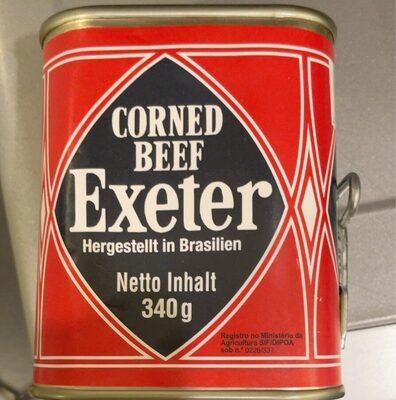 CORNED
BEEF
Exeter
Hergestellt in Brasilien
Netto Inhalt
340g
Registro no Ministério da
Agricultura SIF/DIPOA
sob n.º 0226/337